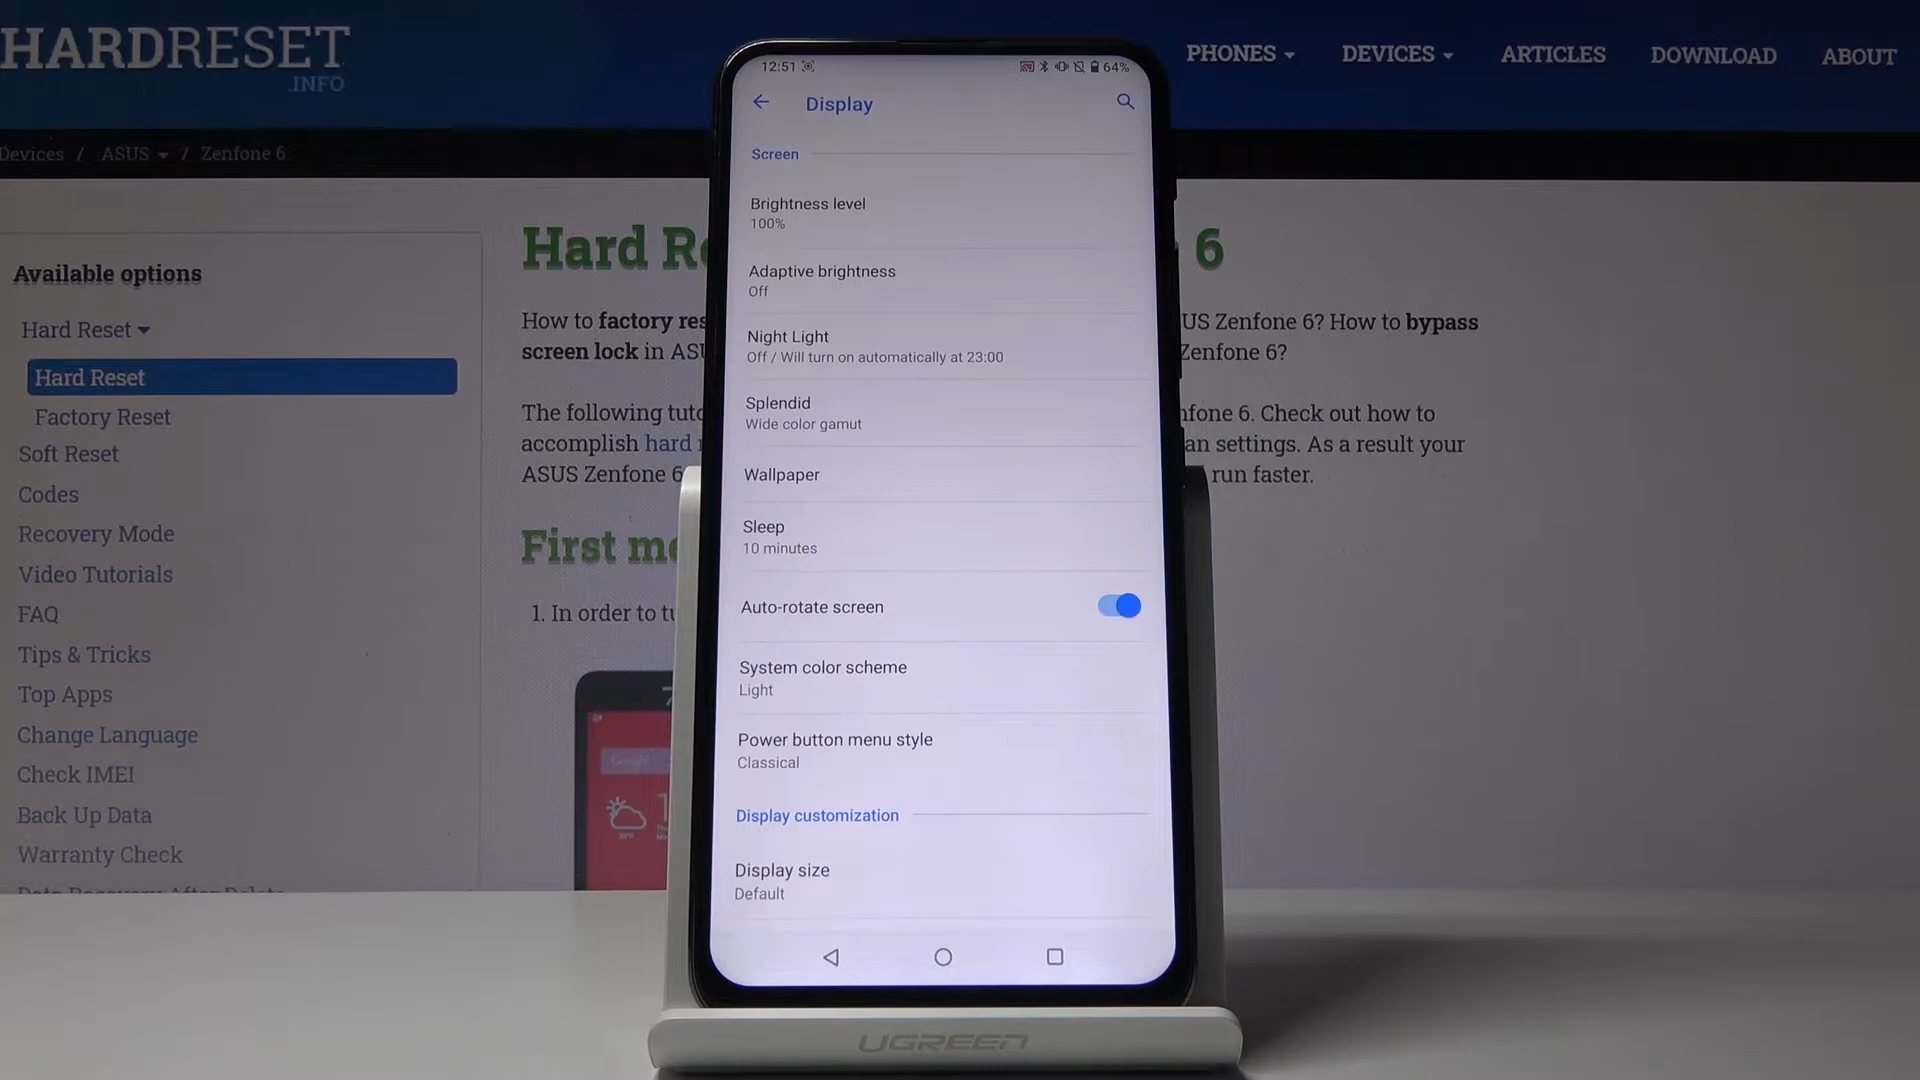 HARDRESET
.INFO
PHONES
DEVICES
ARTICLES
DOWNLOAD
ABOUT
Devices / ASUS / Zenfone 6
Available options
Hard Reset
Hard Reset
Factory Reset
Soft Reset
Codes
Recovery Mode
Video Tutorials
FAQ
Tips & Tricks
Top Apps
Change Language
Check IMEI
Back Up Data
Warranty Check
Hard R
6
How to factory res
US Zenfone 6? How to bypass
screen lock in ASU
Zenfone 6?
The following tuto
nfone 6. Check out how to
accomplish hard r
an settings. As a result your
ASUS Zenfone 6
run faster.
First me
1. In order to tu
Google
12:51
64%
Display
Screen
Brightness level
100%
Adaptive brightness
Off
Night Light
Off / Will turn on automatically at 23:00
Splendid
Wide color gamut
Wallpaper
Sleep
10 minutes
Auto-rotate screen
System color scheme
Light
Power button menu style
Classical
Display customization
Display size
Default
UGREEN